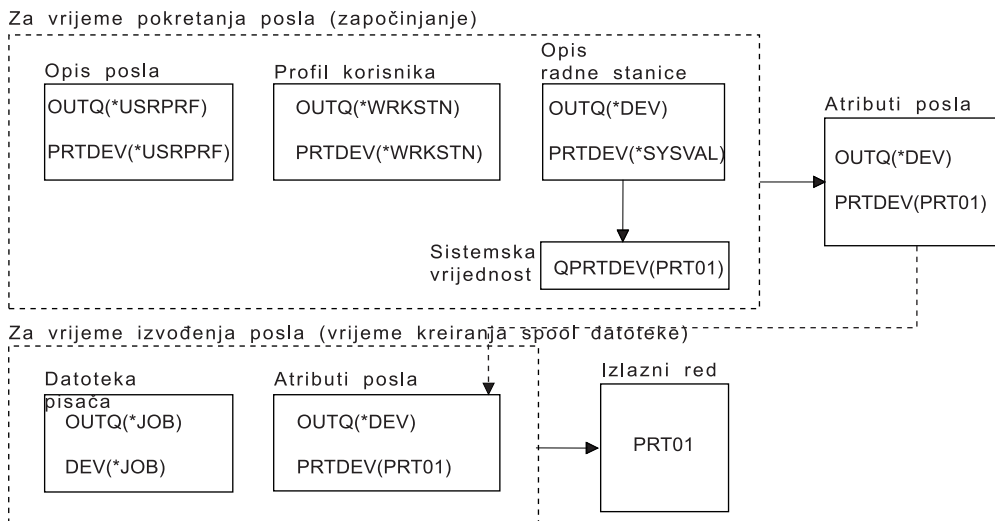 Za vrijeme pokretanja posla (započinjanje)
Opis posla
OUTQ(*USRPRF)
PRTDEV(*USRPRF)
Profil korisnika
OUTQ(*WRKSTN)
PRTDEV(*WRKSTN)
Opis
radne stanice
OUTQ(*DEV)
PRTDEV(*SYSVAL)
Sistemska
vrijednost
QPRTDEV(PRT01)
Atributi posla
OUTQ(*DEV)
PRTDEV(PRT01)
Za vrijeme izvođenja posla (vrijeme kreiranja spool datoteke)
Datoteka
pisača
OUTQ(*JOB)
DEV(*JOB)
Atributi posla
OUTQ(*DEV)
PRTDEV(PRT01)
Izlazni red
PRT01